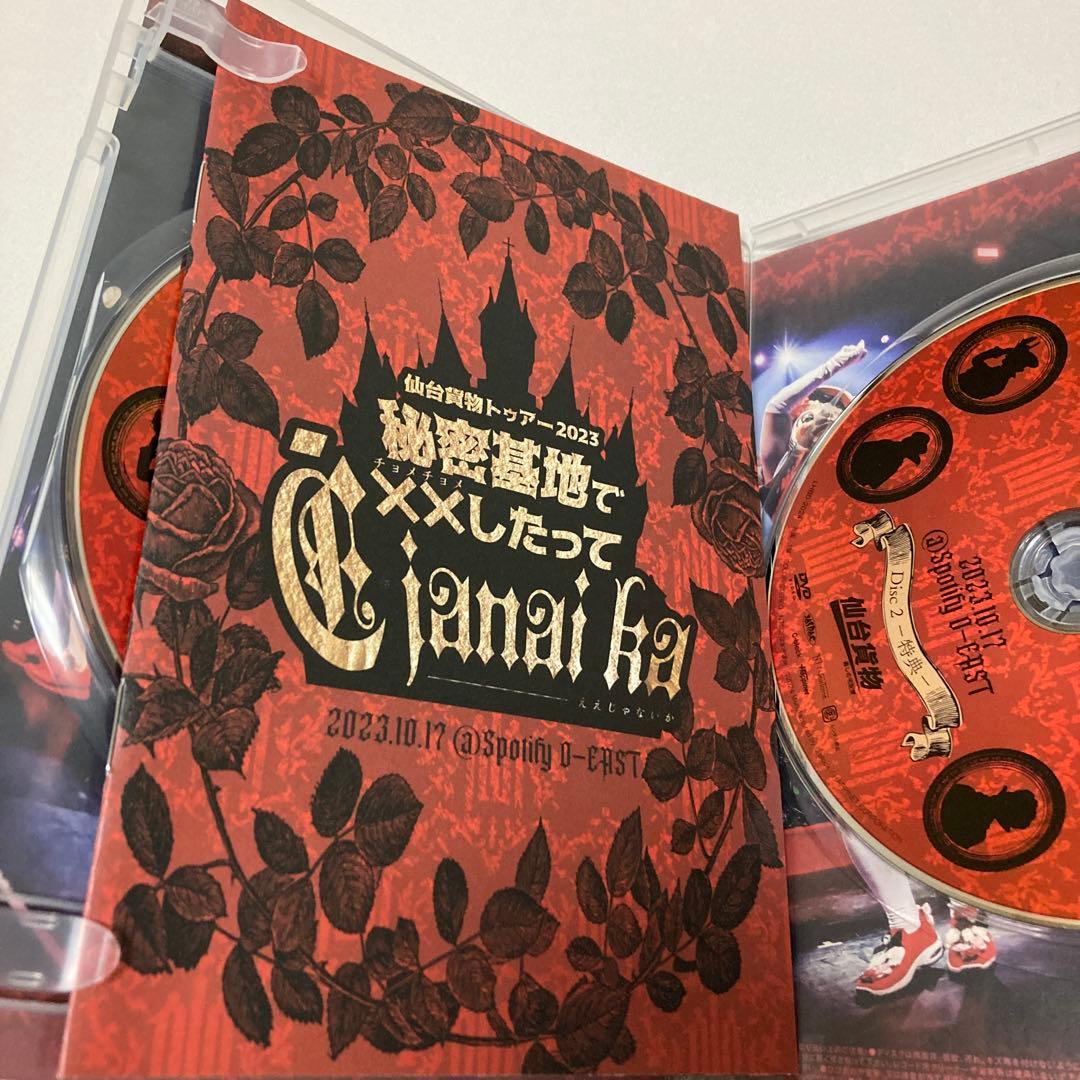 仙台貨物トゥアー2023
秘密基地で
チョメチョメ
××したって
Ējanai ka
ええじゃないか
2023.10.17 @Spotify O-EAST
2023.10.17
@Spotify O-EAST
Disc 2 -特典-
仙台貨物
DVD